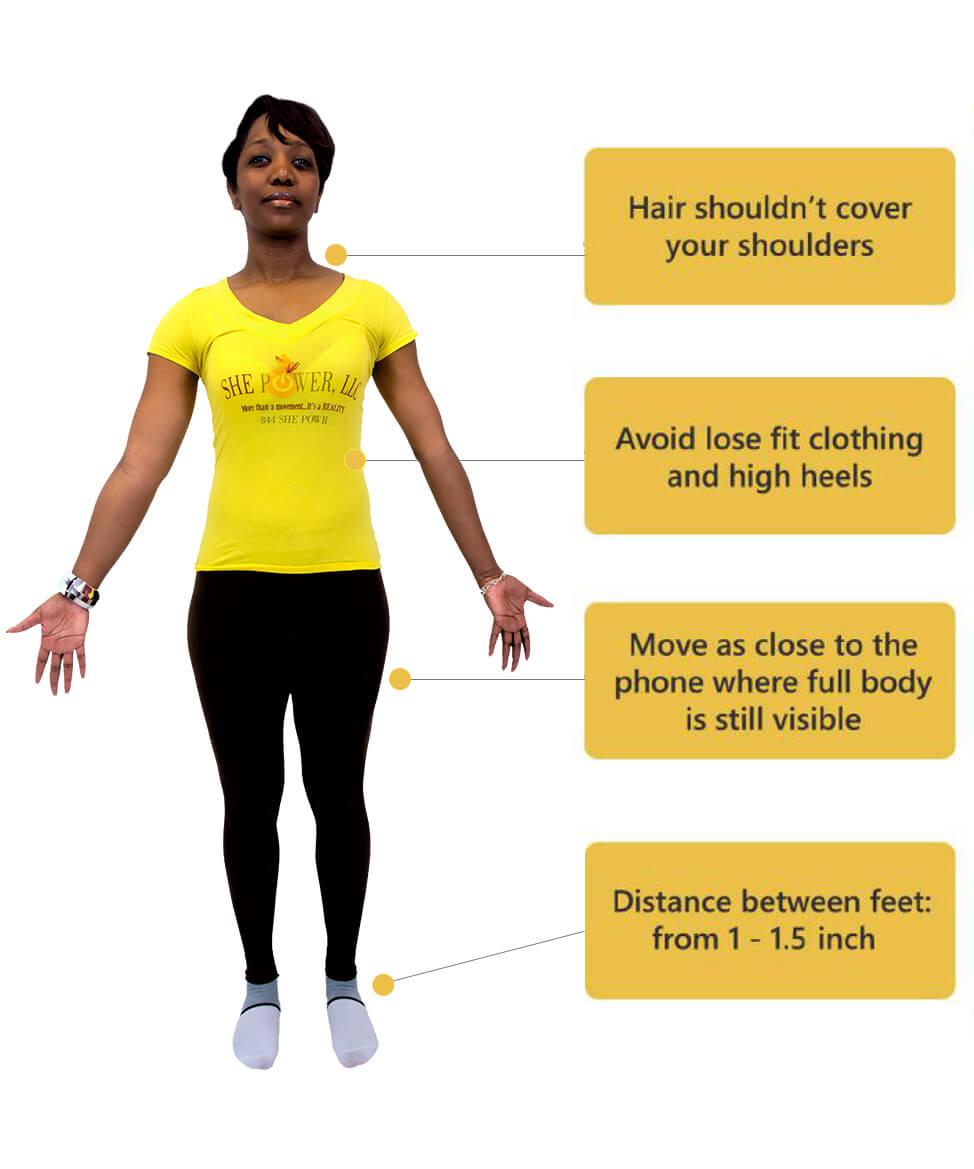 Hair shouldn't cover
your shoulders
SHE POWER, LLC
More than a movement...It's a REALITY
844 SHE POWR
Avoid lose fit clothing
and high heels
Move as close to the
phone where full body
is still visible
Distance between feet:
from 1 - 1.5 inch